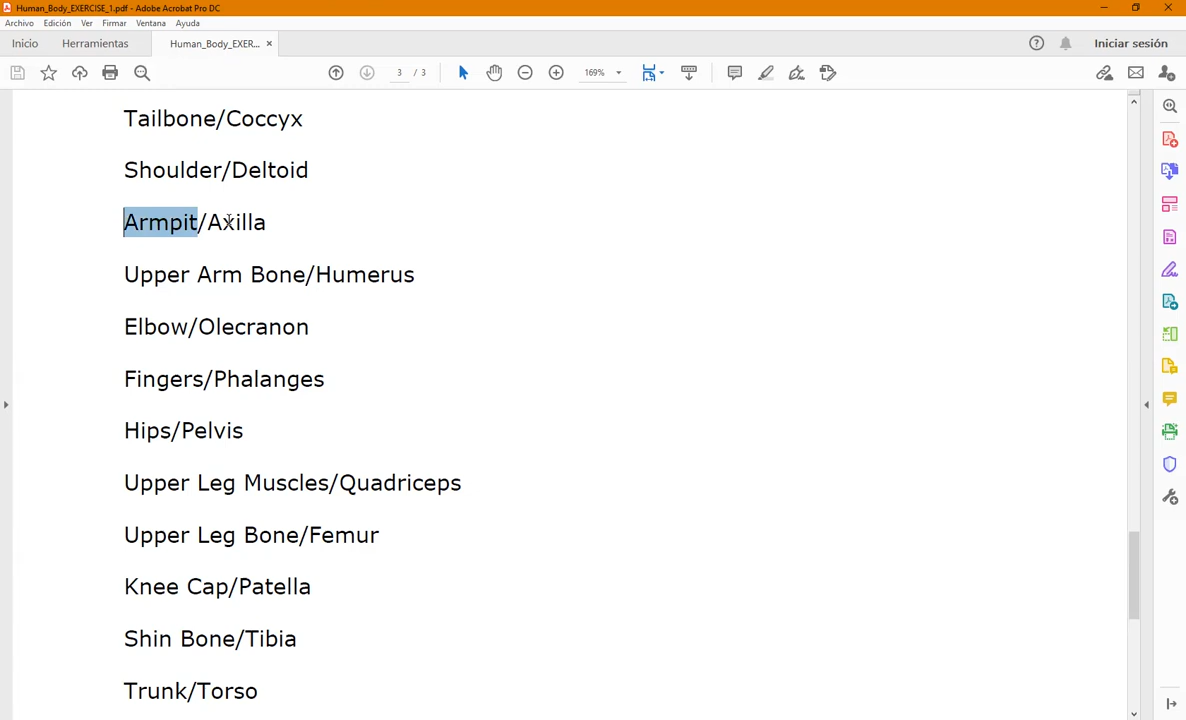 Human_Body_EXERCISE_1.pdf - Adobe Acrobat Pro DC
Archivo Edición Ver Firmar Ventana Ayuda
Inicio Herramientas Human_Body_EXER... × Iniciar sesión
3 / 3 169%
Tailbone/Coccyx
Shoulder/Deltoid
Armpit/Axilla
Upper Arm Bone/Humerus
Elbow/Olecranon
Fingers/Phalanges
Hips/Pelvis
Upper Leg Muscles/Quadriceps
Upper Leg Bone/Femur
Knee Cap/Patella
Shin Bone/Tibia
Trunk/Torso